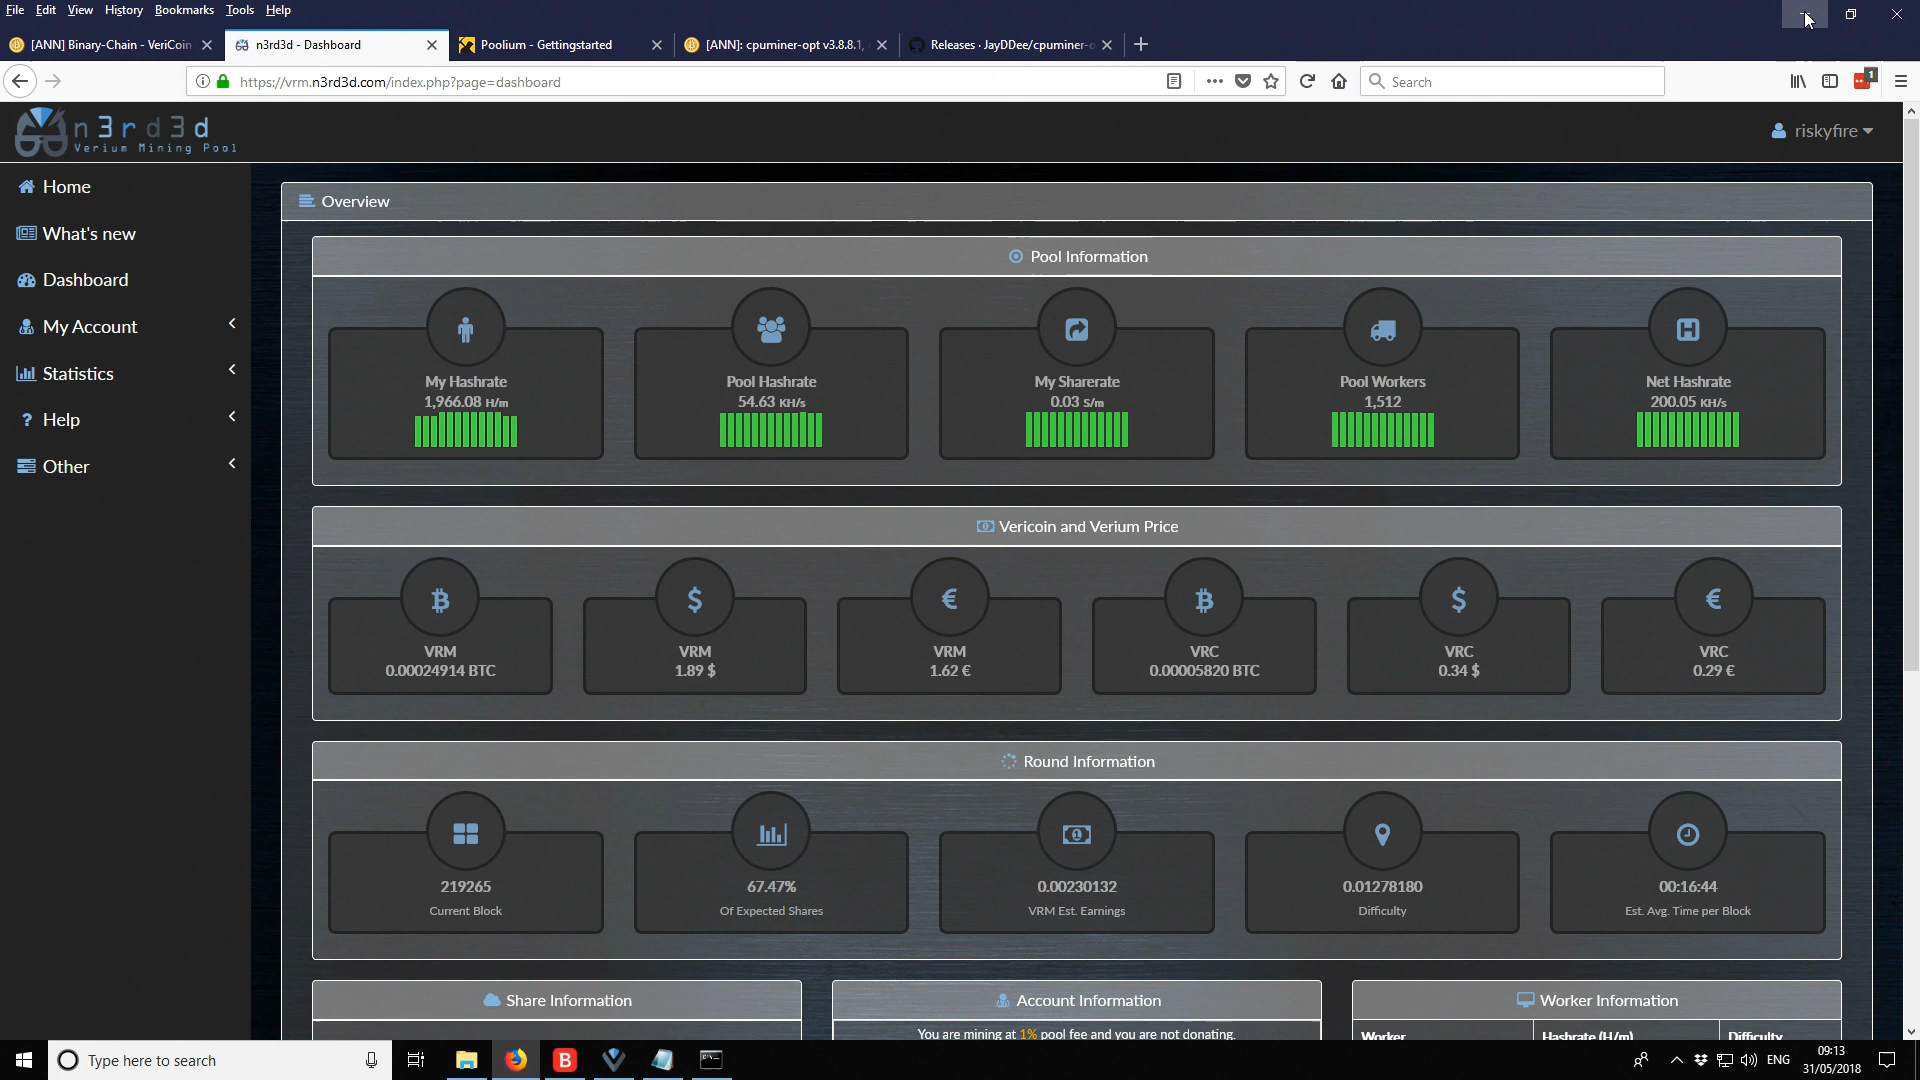 File Edit View History Bookmarks Tools Help
[ANN] Binary-Chain - VeriCoin
n3rd3d - Dashboard
Poolium - Gettingstarted
[ANN]: cpuminer-opt v3.8.8.1,
Releases · JayDDee/cpuminer-o
https://vrm.n3rd3d.com/index.php?page=dashboard
Search
1
n3rd3d
Verium Mining Pool
riskyfire
Home
What's new
Dashboard
My Account
Statistics
Help
Other
Overview
Pool Information
My Hashrate
1,966.08 H/m
Pool Hashrate
54.63 KH/s
My Sharerate
0.03 S/m
Pool Workers
1,512
Net Hashrate
200.05 KH/s
Vericoin and Verium Price
VRM
0.00024914 BTC
VRM
1.89 $
VRM
1.62 €
VRC
0.00005820 BTC
VRC
0.34 $
VRC
0.29 €
Round Information
219265
Current Block
67.47%
Of Expected Shares
0.00230132
VRM Est. Earnings
0.01278180
Difficulty
00:16:44
Est. Avg. Time per Block
Share Information
Account Information
You are mining at 1% pool fee and you are not donating.
Worker Information
Worker Hashrate (H/m) Difficulty
Type here to search
ENG
09:13
31/05/2018